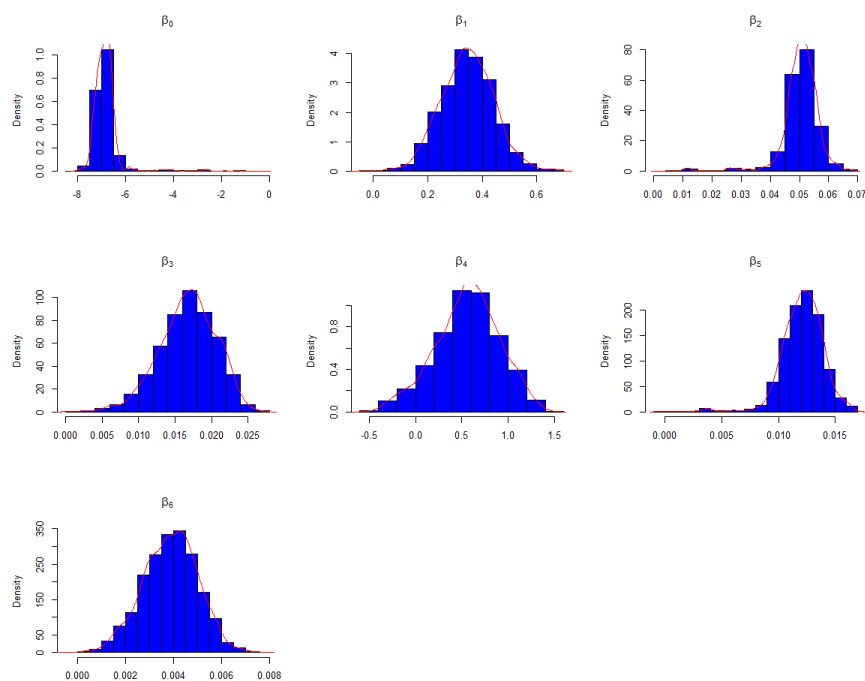 β0
Density
0.0 0.2 0.4 0.6 0.8 1.0
-8 -6 -4 -2 0
β1
Density
0 1 2 3 4
0.0 0.2 0.4 0.6
β2
Density
0 20 40 60 80
0.00 0.01 0.02 0.03 0.04 0.05 0.06 0.07
β3
Density
0 20 40 60 80 100
0.000 0.005 0.010 0.015 0.020 0.025
β4
Density
0.0 0.4 0.8
-0.5 0.0 0.5 1.0 1.5
β5
Density
0 50 100 150 200
0.000 0.005 0.010 0.015
β6
Density
0 50 150 250 350
0.000 0.002 0.004 0.006 0.008